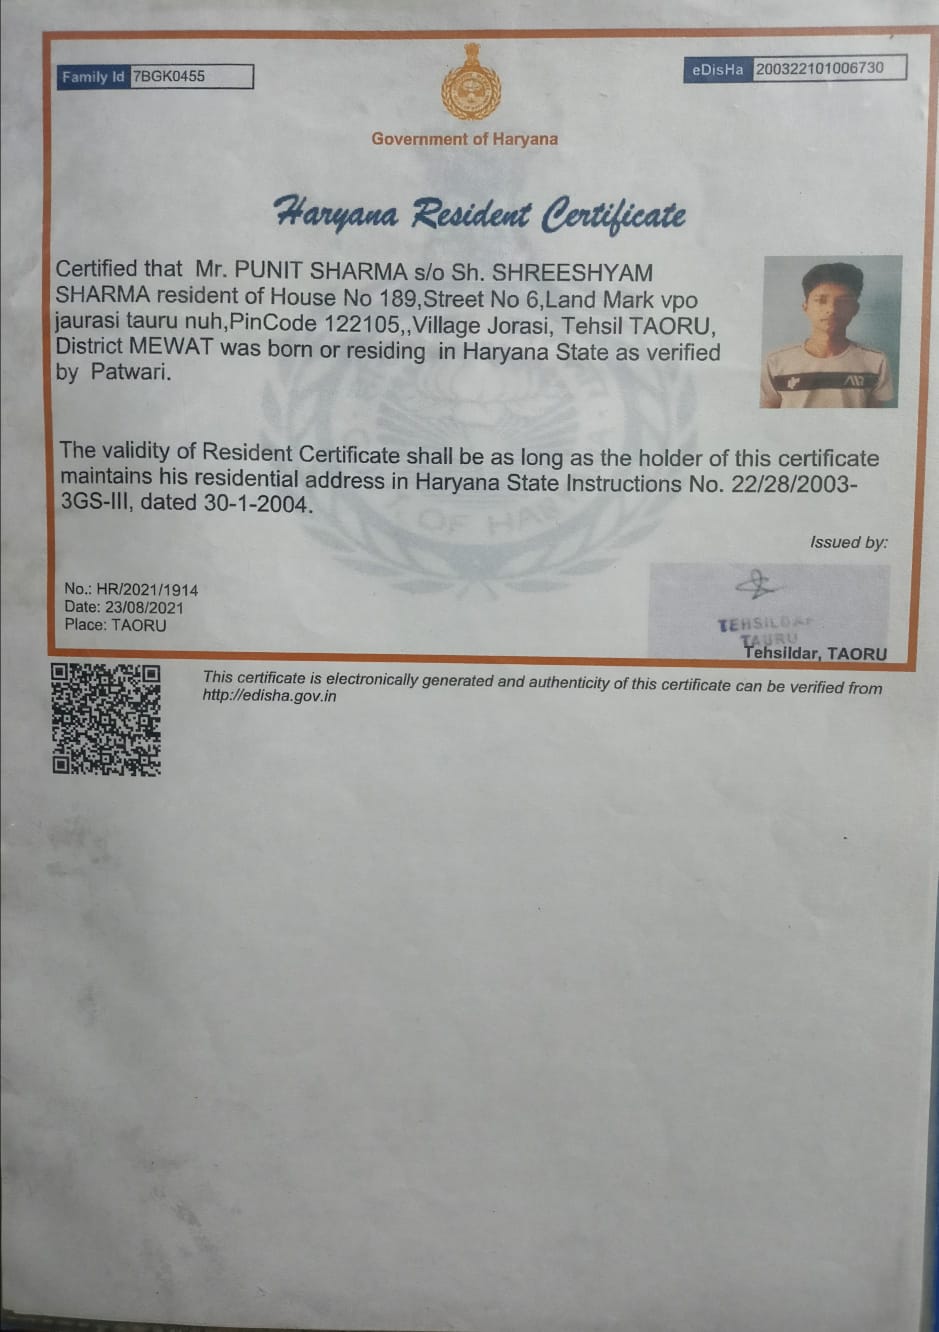 Family Id 7BGK0455
eDisHa 200322101006730
Government of Haryana
Haryana Resident Certificate
Certified that Mr. PUNIT SHARMA s/o Sh. SHREESHYAM
SHARMA resident of House No 189,Street No 6,Land Mark vpo
jaurasi tauru nuh,PinCode 122105,,Village Jorasi, Tehsil TAORU,
District MEWAT was born or residing in Haryana State as verified
by Patwari.
The validity of Resident Certificate shall be as long as the holder of this certificate
maintains his residential address in Haryana State Instructions No. 22/28/2003-
3GS-III, dated 30-1-2004.
OF HAR
Issued by:
No.: HR/2021/1914
Date: 23/08/2021
Place: TAORU
TEHSILDAR
TAURU
Tehsildar, TAORU
This certificate is electronically generated and authenticity of this certificate can be verified from
http://edisha.gov.in